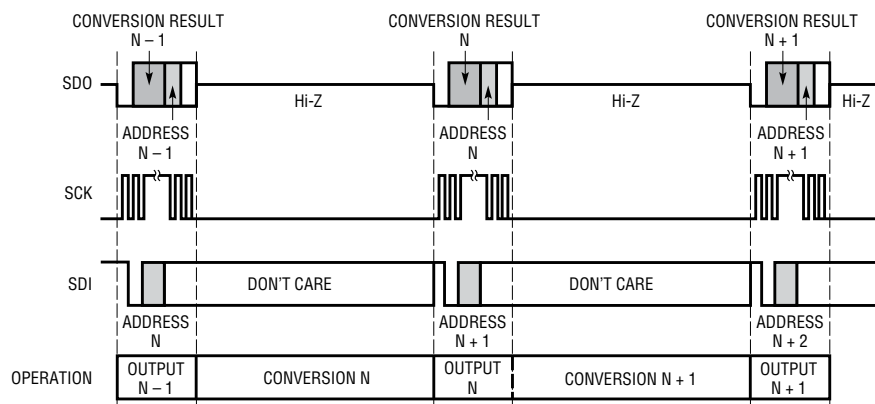 CONVERSION RESULT
N – 1
CONVERSION RESULT
N
CONVERSION RESULT
N + 1
SDO
Hi-Z
Hi-Z
Hi-Z
ADDRESS
N – 1
ADDRESS
N
ADDRESS
N + 1
SCK
SDI
DON'T CARE
DON'T CARE
ADDRESS
N
ADDRESS
N + 1
ADDRESS
N + 2
OPERATION
OUTPUT
N – 1
CONVERSION N
OUTPUT
N
CONVERSION N + 1
OUTPUT
N + 1